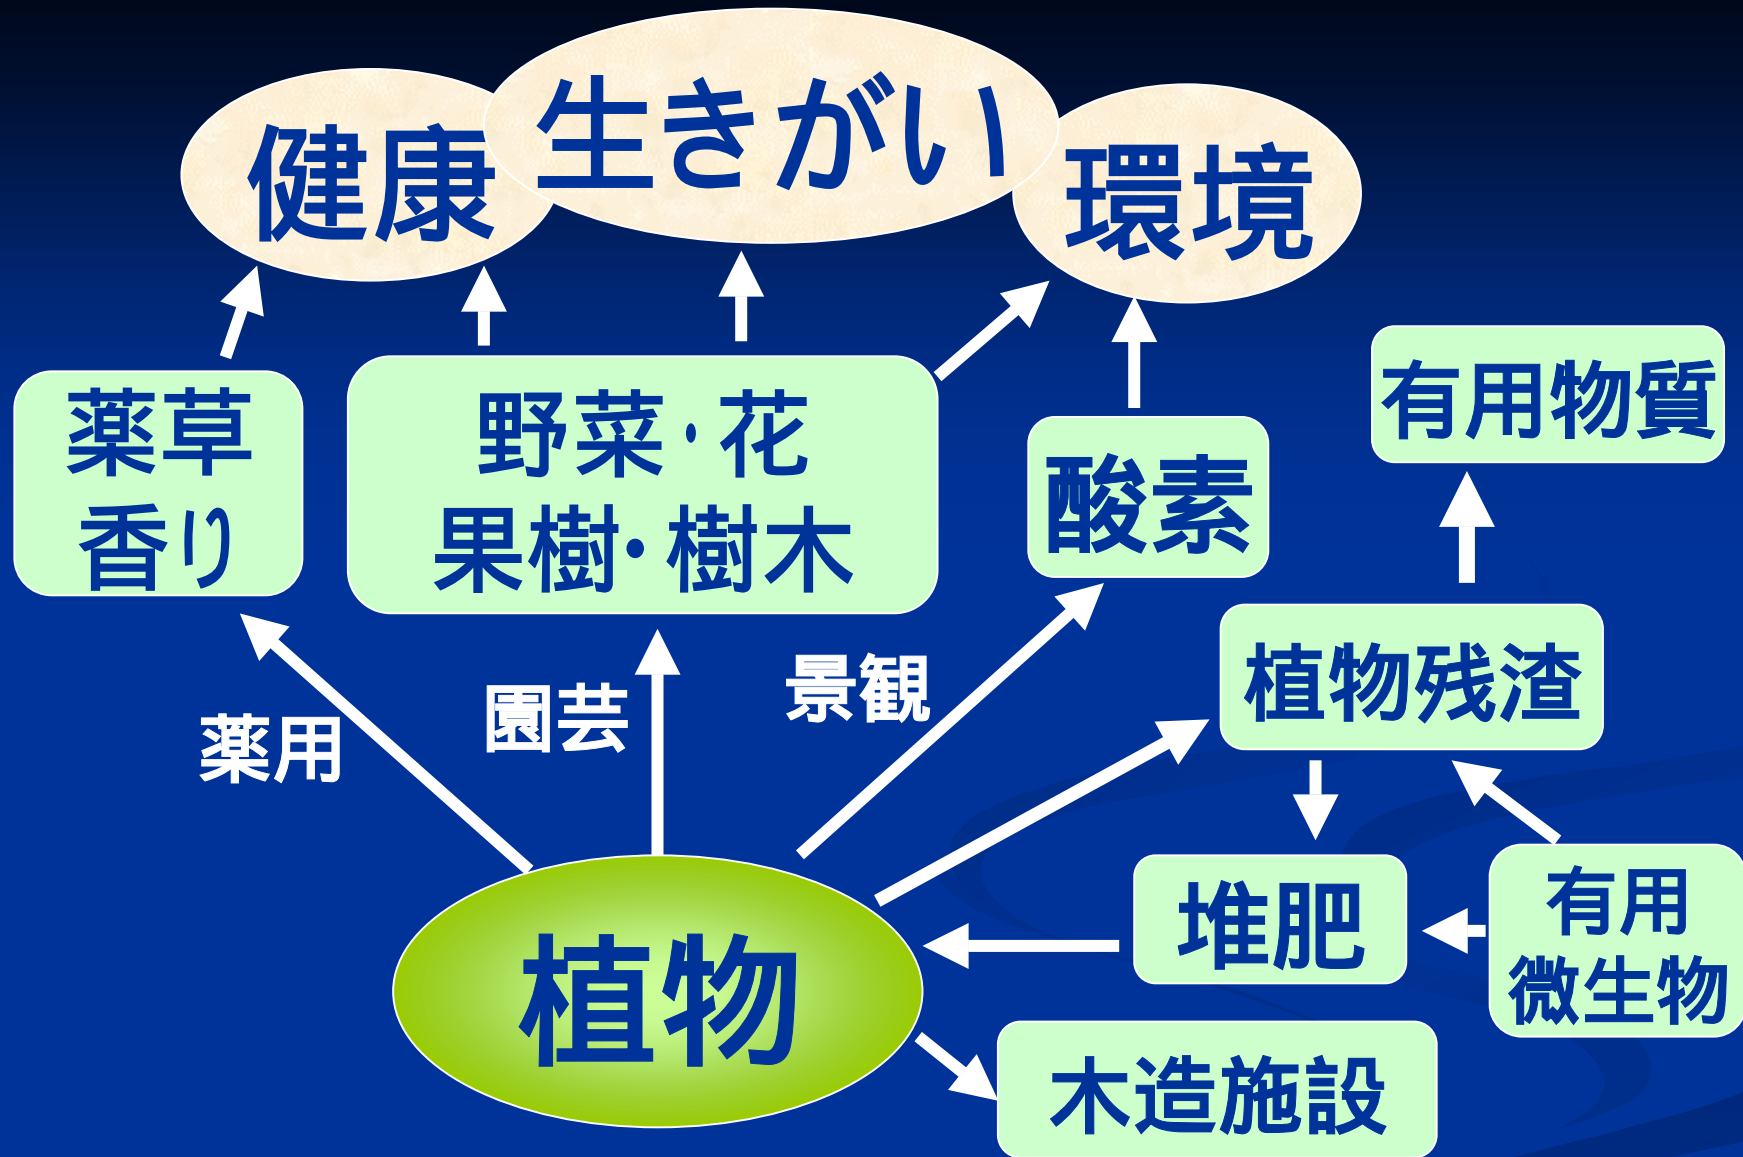 健康
生きがい
環境
薬草
香り
野菜・花
果樹・樹木
酸素
有用物質
植物残渣
薬用
園芸
景観
植物
堆肥
有用
微生物
木造施設